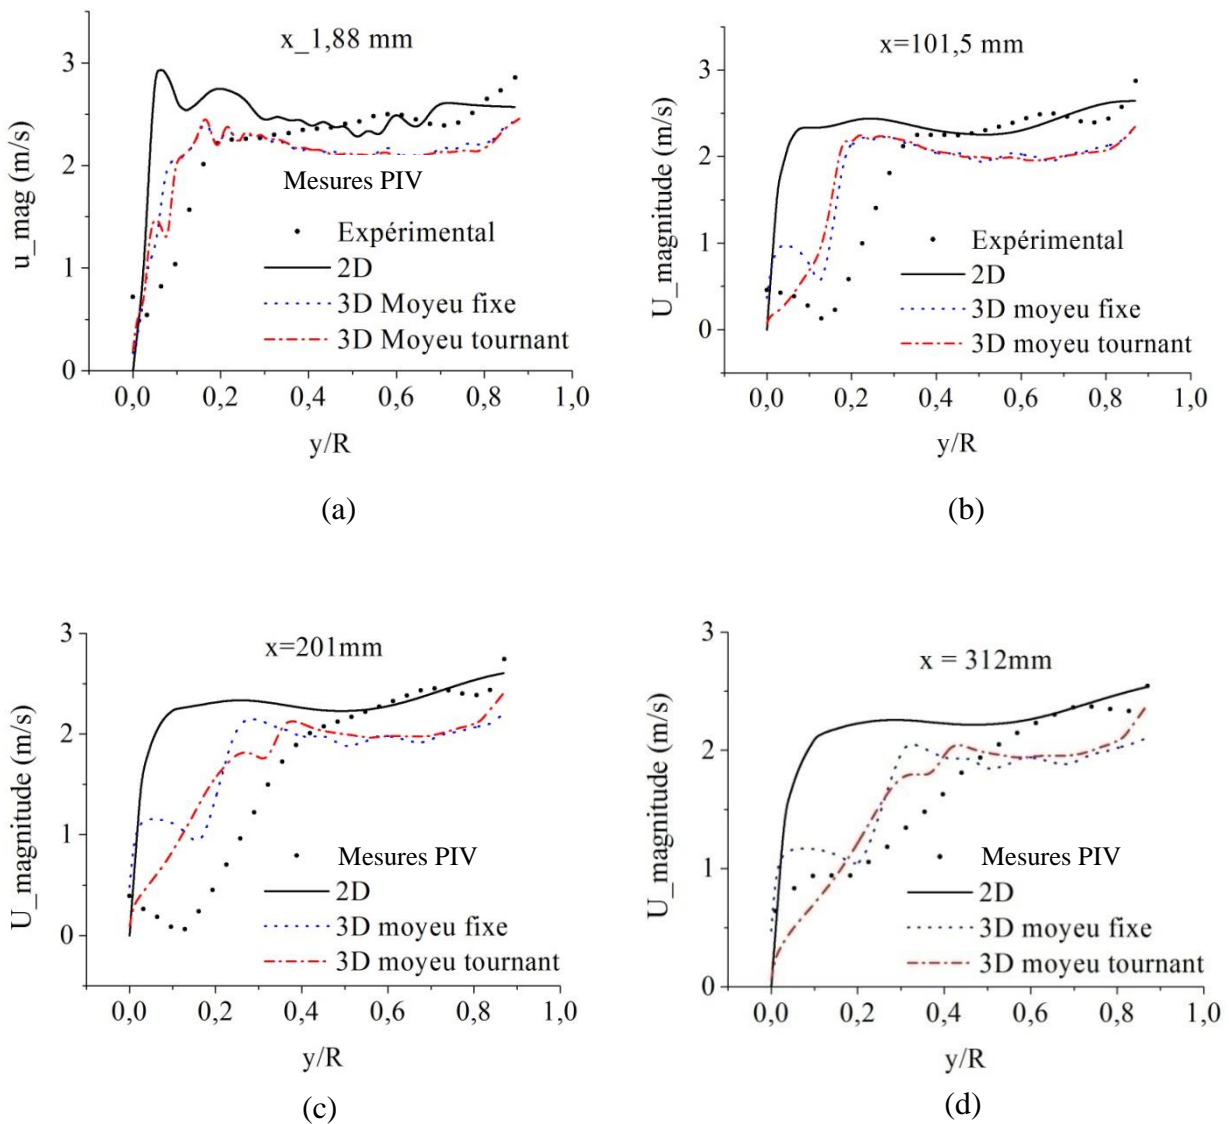 x_1,88 mm
u_mag (m/s)
3
2
1
0
Mesures PIV
Expérimental
2D
3D Moyeu fixe
3D Moyeu tournant
0,0 0,2 0,4 0,6 0,8 1,0
y/R
(a)
x=101,5 mm
U_magnitude (m/s)
3
2
1
0
Expérimental
2D
3D moyeu fixe
3D moyeu tournant
0,0 0,2 0,4 0,6 0,8 1,0
y/R
(b)
x=201mm
U_magnitude (m/s)
3
2
1
0
Mesures PIV
2D
3D moyeu fixe
3D moyeu tournant
0,0 0,2 0,4 0,6 0,8 1,0
y/R
(c)
x = 312mm
U_magnitude (m/s)
3
2
1
0
Mesures PIV
2D
3D moyeu fixe
3D moyeu tournant
0,0 0,2 0,4 0,6 0,8 1,0
y/R
(d)